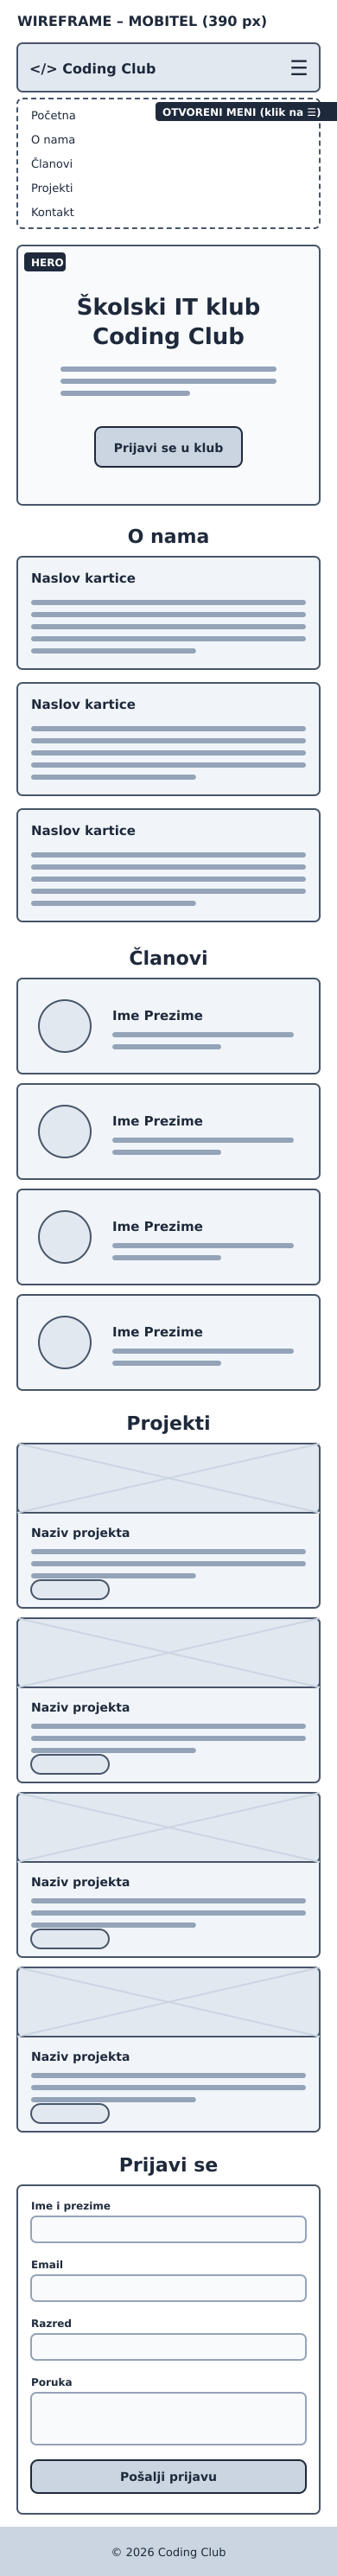 WIREFRAME – MOBITEL (390 px)
</> Coding Club ☰
OTVORENI MENI (klik na ☰)
Početna
O nama
Članovi
Projekti
Kontakt
HERO
Školski IT klub
Coding Club
Prijavi se u klub
O nama
Naslov kartice
Naslov kartice
Naslov kartice
Članovi
Ime Prezime
Ime Prezime
Ime Prezime
Ime Prezime
Projekti
Naziv projekta
Naziv projekta
Naziv projekta
Naziv projekta
Prijavi se
Ime i prezime
Email
Razred
Poruka
Pošalji prijavu
© 2026 Coding Club